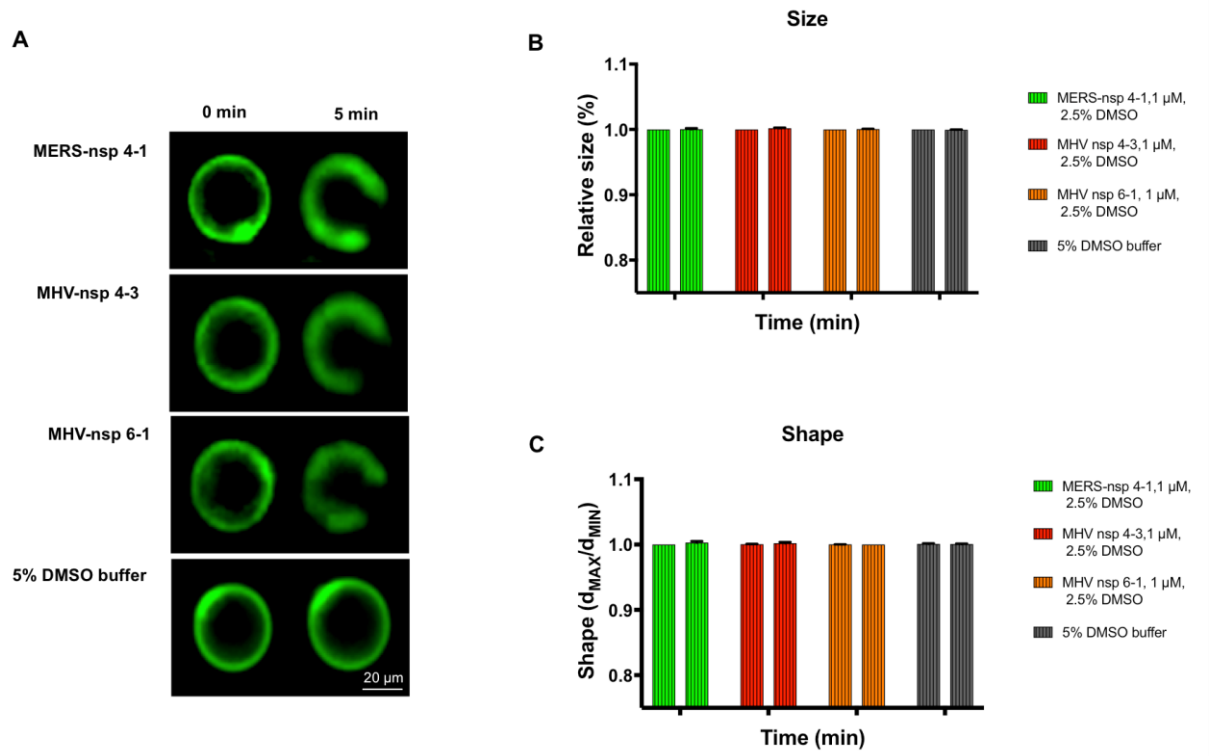 A
0 min 5 min
MERS-nsp 4-1
MHV-nsp 4-3
MHV-nsp 6-1
5% DMSO buffer
20 µm
B
Size
1.1
1.0
0.9
0.8
Relative size (%)
Time (min)
MERS-nsp 4-1,1 µM,
2.5% DMSO
MHV nsp 4-3,1 µM,
2.5% DMSO
MHV nsp 6-1, 1 µM,
2.5% DMSO
5% DMSO buffer
C
Shape
1.1
1.0
0.9
0.8
Shape (dMAX/dMIN)
Time (min)
MERS-nsp 4-1,1 µM,
2.5% DMSO
MHV nsp 4-3,1 µM,
2.5% DMSO
MHV nsp 6-1, 1 µM,
2.5% DMSO
5% DMSO buffer